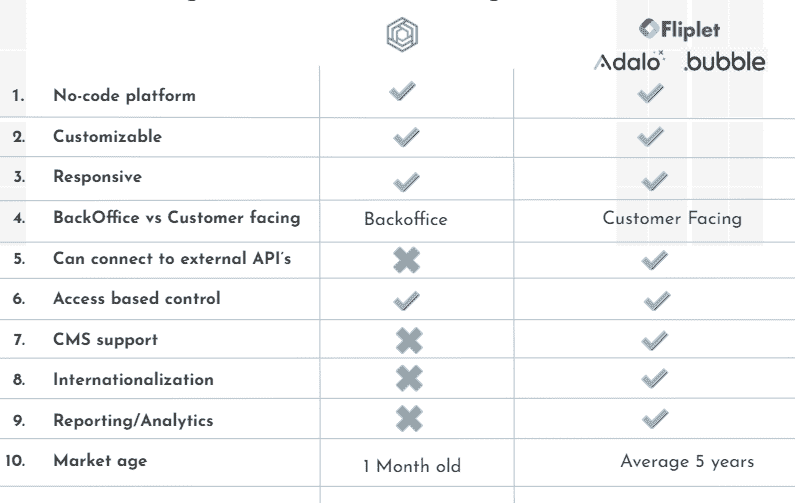 Fliplet
Adalo .bubble
1. No-code platform
2. Customizable
3. Responsive
4. BackOffice vs Customer facing Backoffice Customer Facing
5. Can connect to external API's
6. Access based control
7. CMS support
8. Internationalization
9. Reporting/Analytics
10. Market age 1 Month old Average 5 years